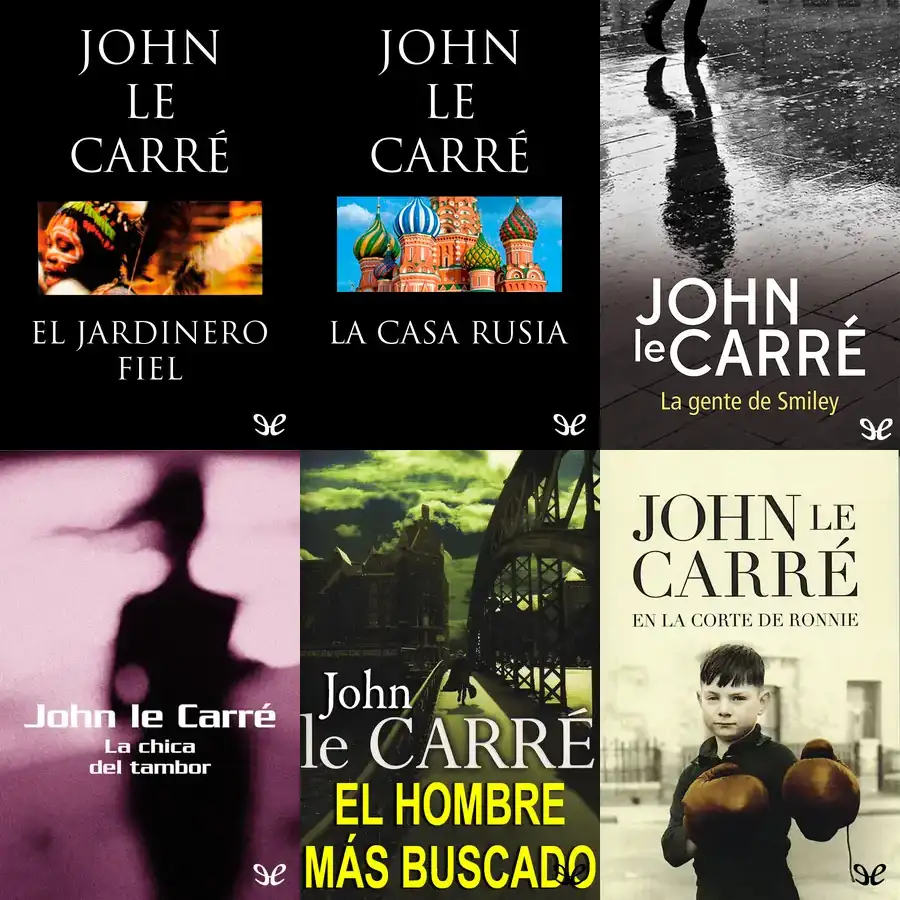 JOHN
LE
CARRÉ
EL JARDINERO
FIEL
JOHN
LE
CARRÉ
LA CASA RUSIA
JOHN
le CARRÉ
La gente de Smiley
John le Carré
La chica
del tambor
John
le CARRÉ
EL HOMBRE
MÁS BUSCADO
JOHN LE
CARRÉ
EN LA CORTE DE RONNIE